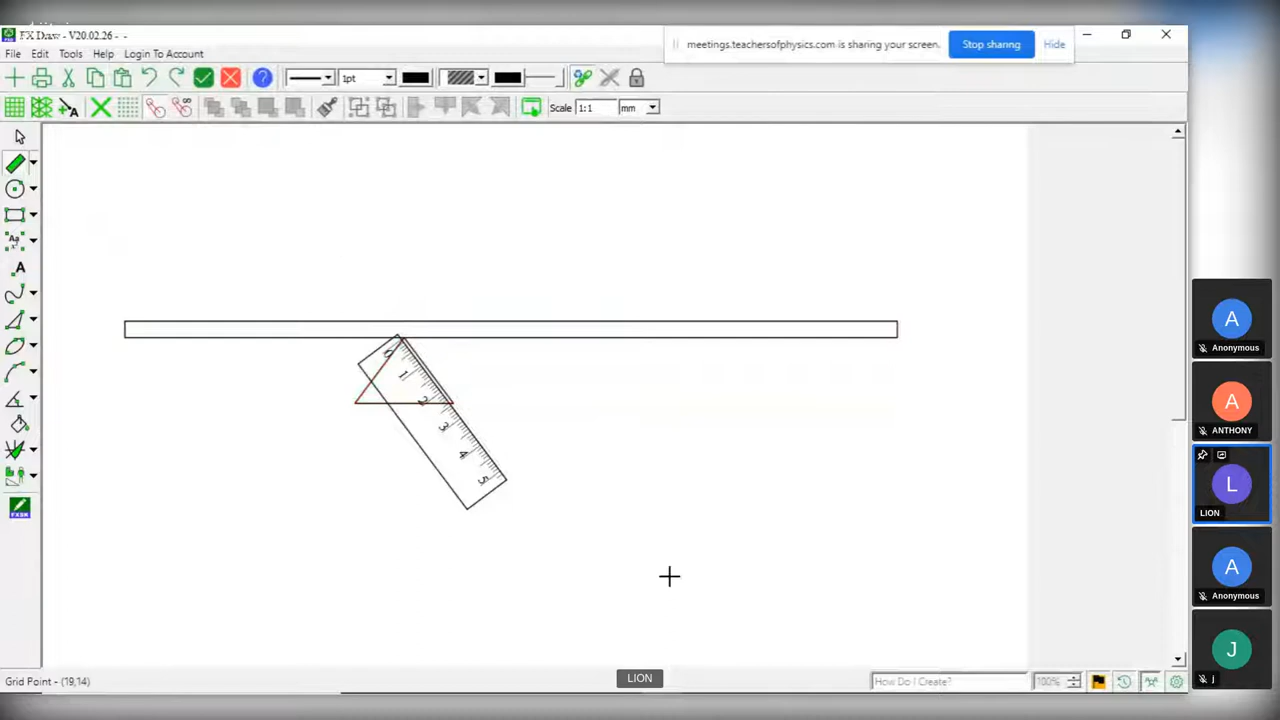 FX Draw - V20.02.26 - -
meetings.teachersofphysics.com is sharing your screen.
Stop sharing
Hide
File Edit Tools Help Login To Account
1pt
Scale 1:1 mm
0
1
2
3
4
5
A
Anonymous
A
ANTHONY
L
LION
A
Anonymous
J
j
LION
Grid Point - (19,14)
How Do I Create?
100%